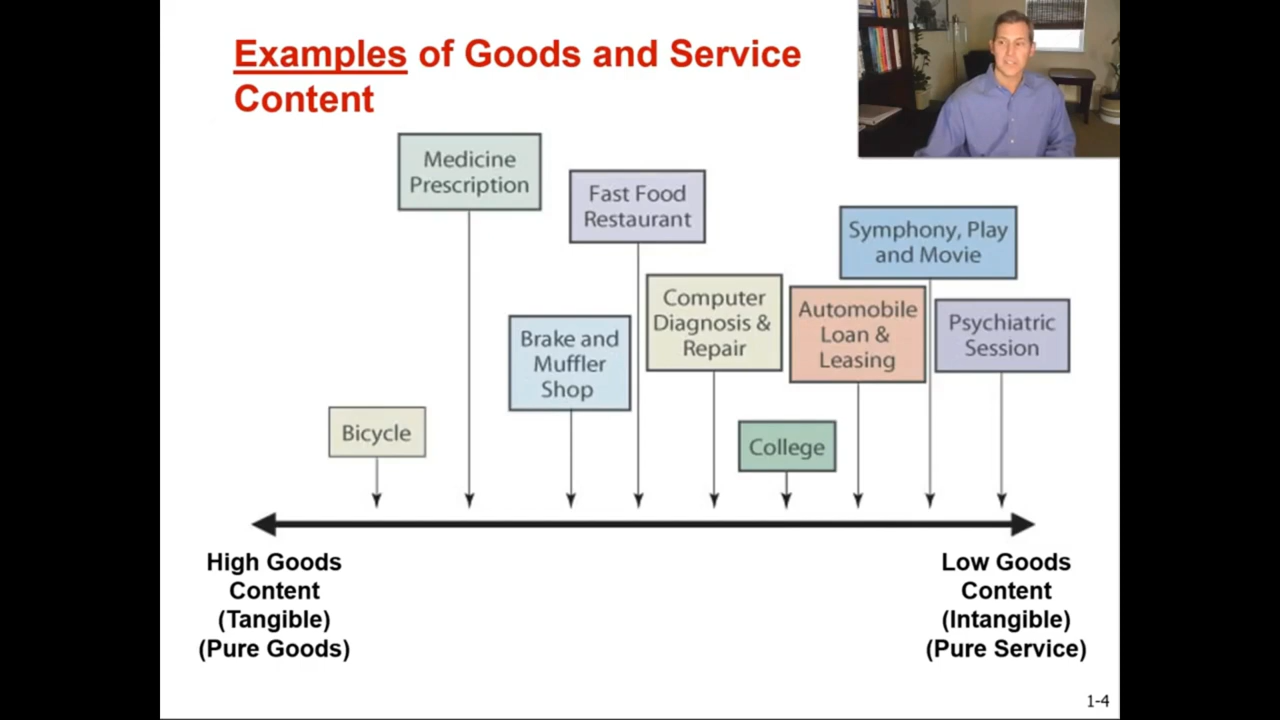 Examples of Goods and Service
Content
Medicine
Prescription
Fast Food
Restaurant
Symphony, Play
and Movie
Computer
Diagnosis &
Repair
Automobile
Loan &
Leasing
Psychiatric
Session
Brake and
Muffler
Shop
Bicycle
College
High Goods
Content
(Tangible)
(Pure Goods)
Low Goods
Content
(Intangible)
(Pure Service)
1-4